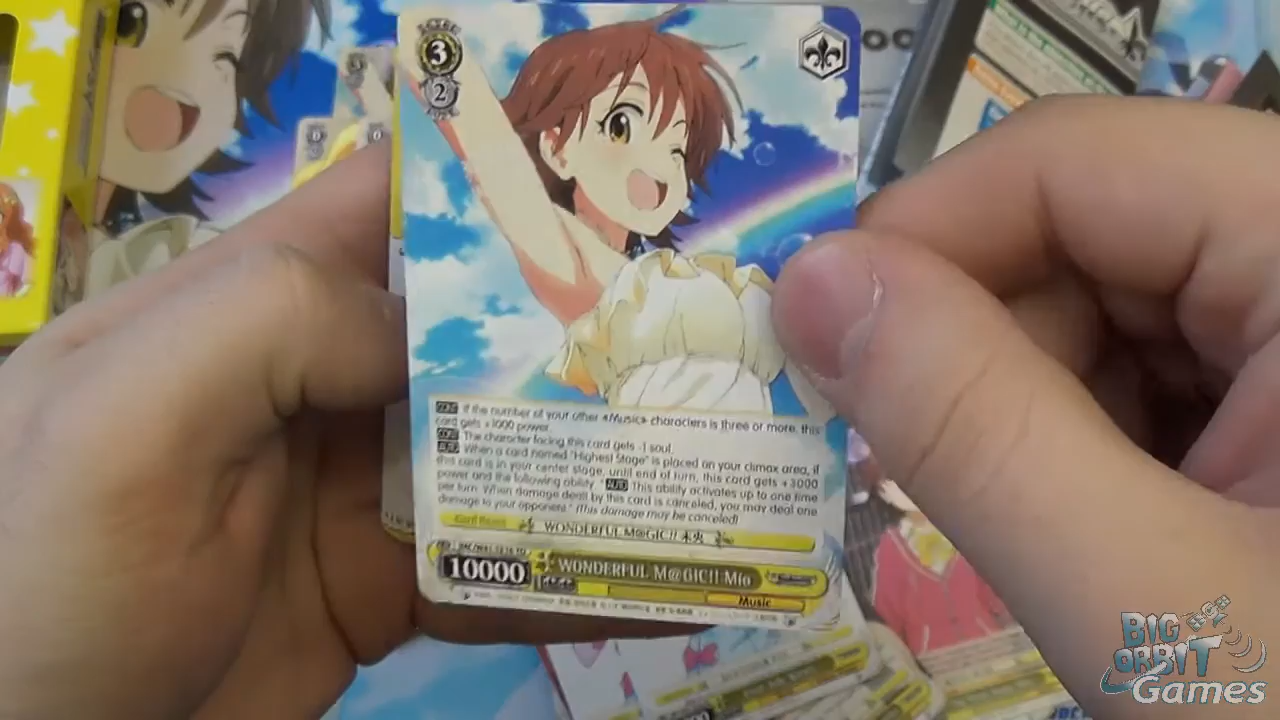 3
2
CONT If the number of your other «Music» characters is three or more, this
card gets +1000 power.
CONT The character facing this card gets -1 soul.
AUTO When a card named "Highest Stage" is placed on your climax area, if
this card is in your center stage, until end of turn, this card gets +3000
power and the following ability. "AUTO This ability activates up to one time
per turn. When damage dealt by this card is canceled, you may deal one
damage to your opponent." (This damage may be canceled)
WONDERFUL M@GIC!! 未央
10000
WONDERFUL M@GIC!! Mio
Music
BIG
ORBIT
Games